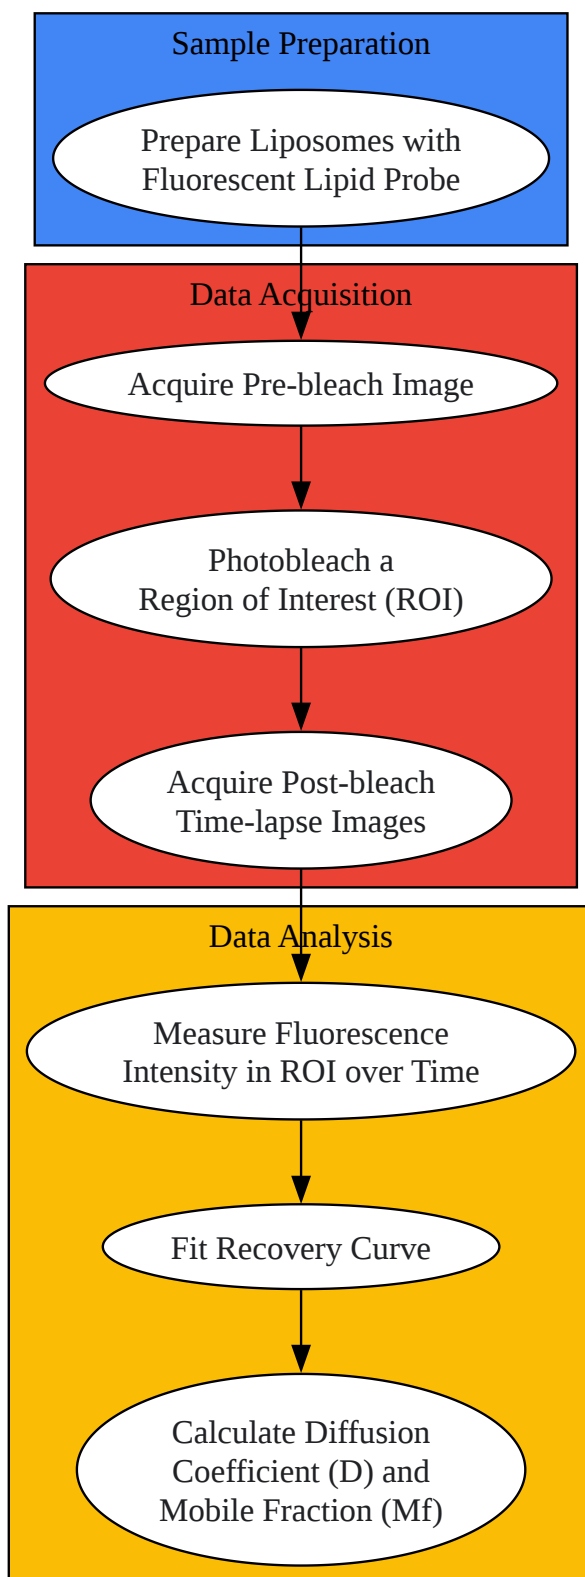 Sample Preparation
Prepare Liposomes with
Fluorescent Lipid Probe
Data Acquisition
Acquire Pre-bleach Image
Photobleach a
Region of Interest (ROI)
Acquire Post-bleach
Time-lapse Images
Data Analysis
Measure Fluorescence
Intensity in ROI over Time
Fit Recovery Curve
Calculate Diffusion
Coefficient (D) and
Mobile Fraction (Mf)